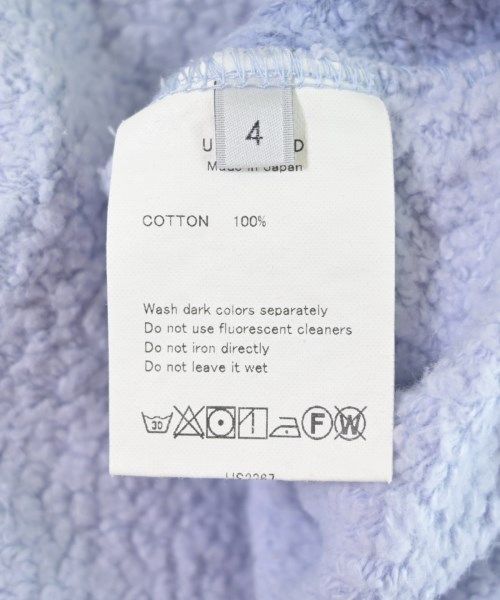 4
Made in Japan
COTTON 100%
Wash dark colors separately
Do not use fluorescent cleaners
Do not iron directly
Do not leave it wet
30 F W